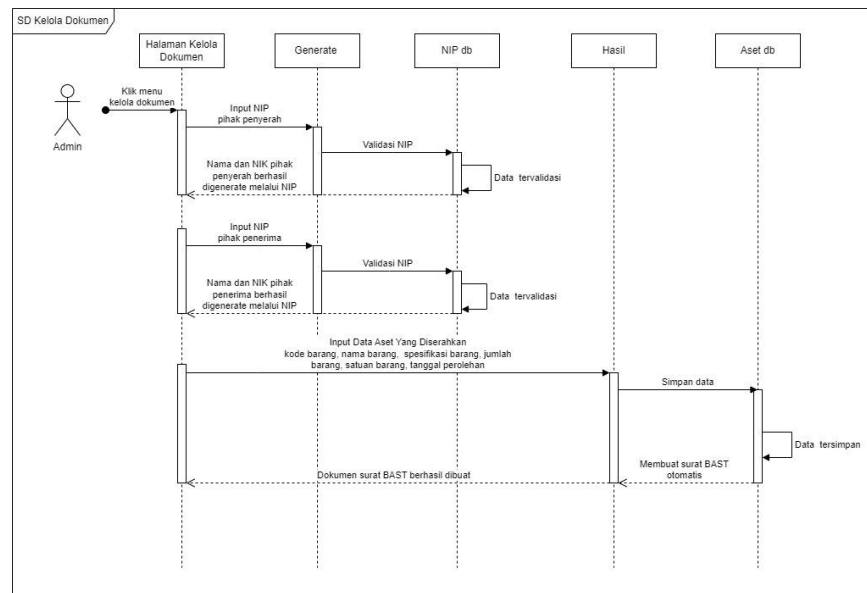 SD Kelola Dokumen
Halaman Kelola
Dokumen
Generate
NIP db
Hasil
Aset db
Admin
Klik menu
kelola dokumen
Input NIP
pihak penyerah
Validasi NIP
Data tervalidasi
Nama dan NIK pihak
penyerah berhasil
digenerate melalui NIP
Input NIP
pihak penerima
Validasi NIP
Data tervalidasi
Nama dan NIK pihak
penerima berhasil
digenerate melalui NIP
Input Data Aset Yang Diserahkan
kode barang, nama barang, spesifikasi barang, jumlah
barang, satuan barang, tanggal perolehan
Simpan data
Data tersimpan
Membuat surat BAST
otomatis
Dokumen surat BAST berhasil dibuat